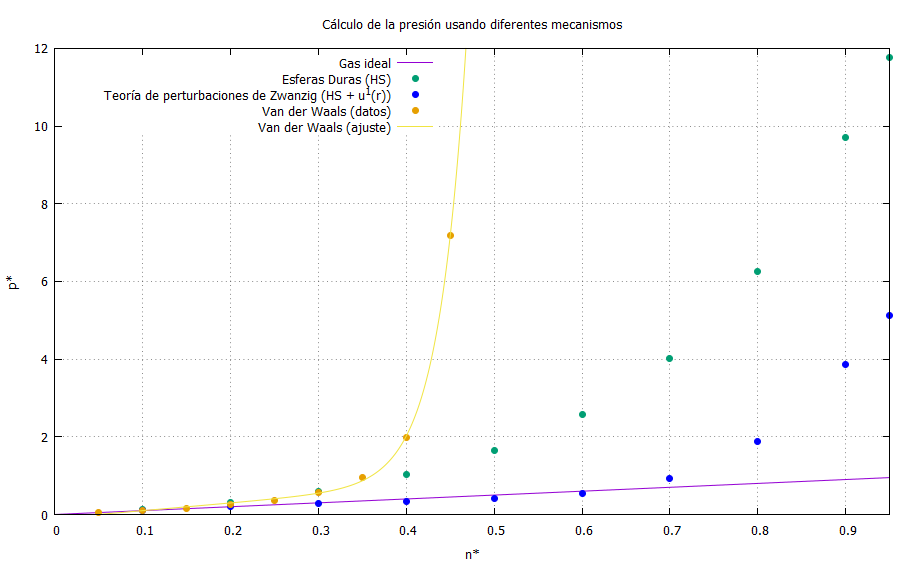 Cálculo de la presión usando diferentes mecanismos
Gas ideal
Esferas Duras (HS)
Teoría de perturbaciones de Zwanzig (HS + u¹(r))
Van der Waals (datos)
Van der Waals (ajuste)
12
10
8
6
4
2
0
p*
0 0.1 0.2 0.3 0.4 0.5 0.6 0.7 0.8 0.9
n*